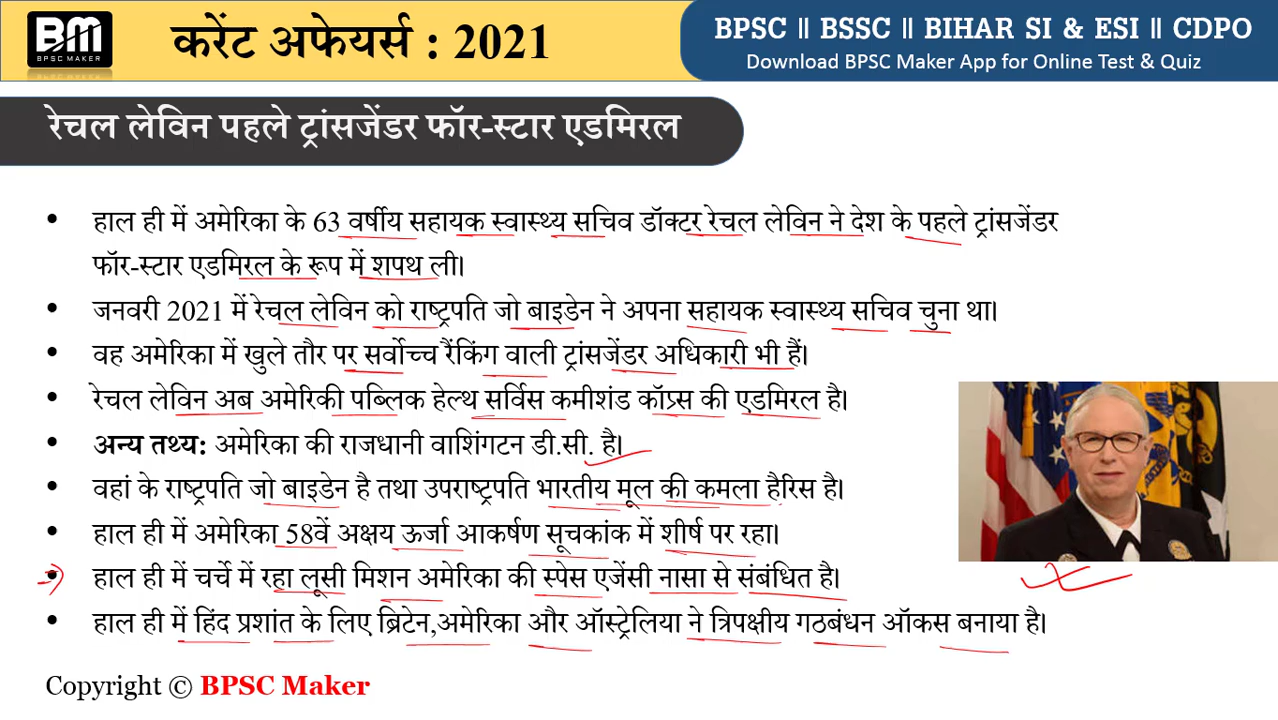 BM
BPSC MAKER
करेंट अफेयर्स : 2021
BPSC || BSSC || BIHAR SI & ESI || CDPO
Download BPSC Maker App for Online Test & Quiz
रेचल लेविन पहले ट्रांसजेंडर फॉर-स्टार एडमिरल
• हाल ही में अमेरिका के 63 वर्षीय सहायक स्वास्थ्य सचिव डॉक्टर रेचल लेविन ने देश के पहले ट्रांसजेंडर
फॉर-स्टार एडमिरल के रूप में शपथ ली।
• जनवरी 2021 में रेचल लेविन को राष्ट्रपति जो बाइडेन ने अपना सहायक स्वास्थ्य सचिव चुना था।
• वह अमेरिका में खुले तौर पर सर्वोच्च रैंकिंग वाली ट्रांसजेंडर अधिकारी भी हैं।
• रेचल लेविन अब अमेरिकी पब्लिक हेल्थ सर्विस कमीशंड कॉप्र्स की एडमिरल है।
• अन्य तथ्य: अमेरिका की राजधानी वाशिंगटन डी.सी. है।
• वहां के राष्ट्रपति जो बाइडेन है तथा उपराष्ट्रपति भारतीय मूल की कमला हैरिस है।
• हाल ही में अमेरिका 58वें अक्षय ऊर्जा आकर्षण सूचकांक में शीर्ष पर रहा।
• हाल ही में चर्चे में रहा लूसी मिशन अमेरिका की स्पेस एजेंसी नासा से संबंधित है।
• हाल ही में हिंद प्रशांत के लिए ब्रिटेन,अमेरिका और ऑस्ट्रेलिया ने त्रिपक्षीय गठबंधन ऑकस बनाया है।
Copyright © BPSC Maker